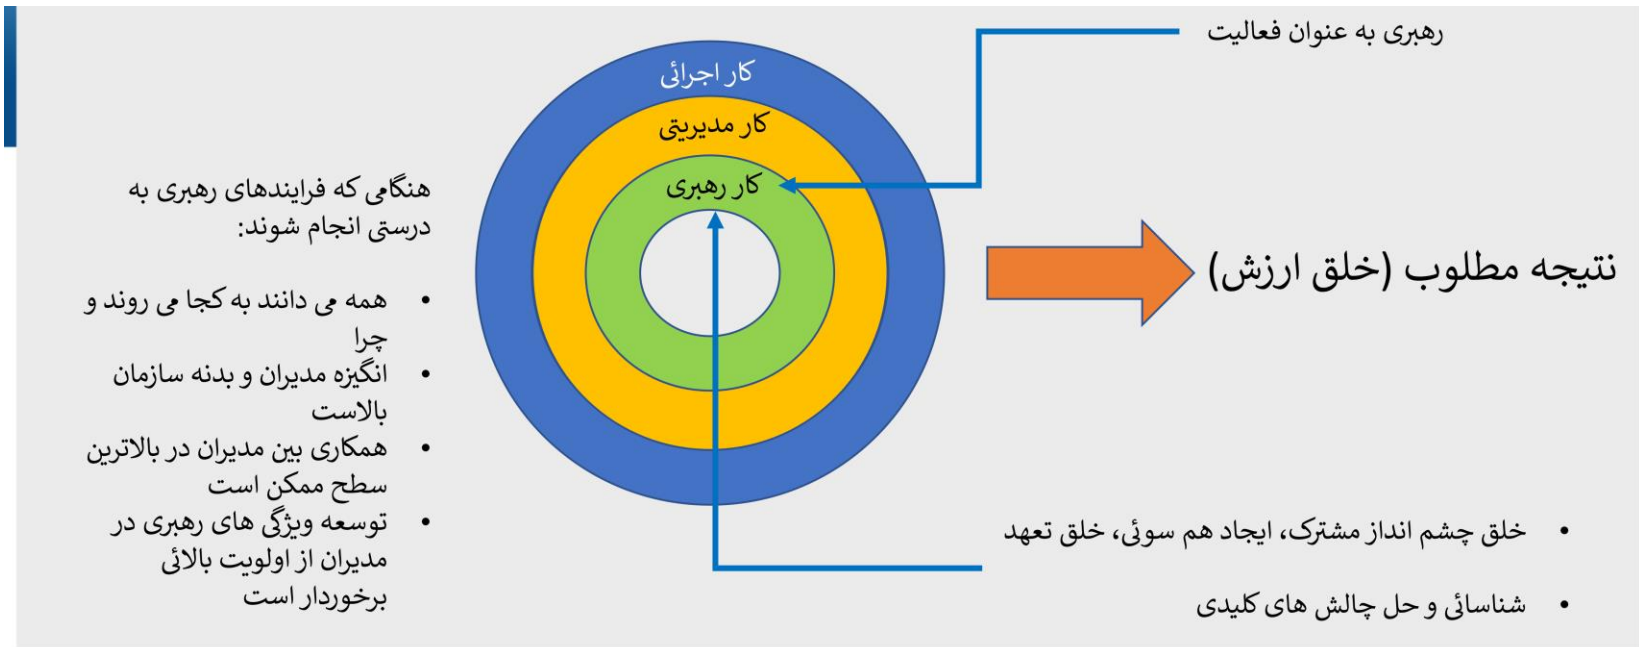 رهبری به عنوان فعالیت
کار اجرائی
کار مدیریتی
کار رهبری
نتیجه مطلوب (خلق ارزش)
هنگامی که فرایندهای رهبری به
درستی انجام شوند:
• همه می دانند به کجا می روند و
چرا
• انگیزه مدیران و بدنه سازمان
بالاست
• همکاری بین مدیران در بالاترین
سطح ممکن است
• توسعه ویژگی های رهبری در
مدیران از اولویت بالائی
برخوردار است
• خلق چشم انداز مشترک، ایجاد هم سوئی، خلق تعهد
• شناسائی و حل چالش های کلیدی